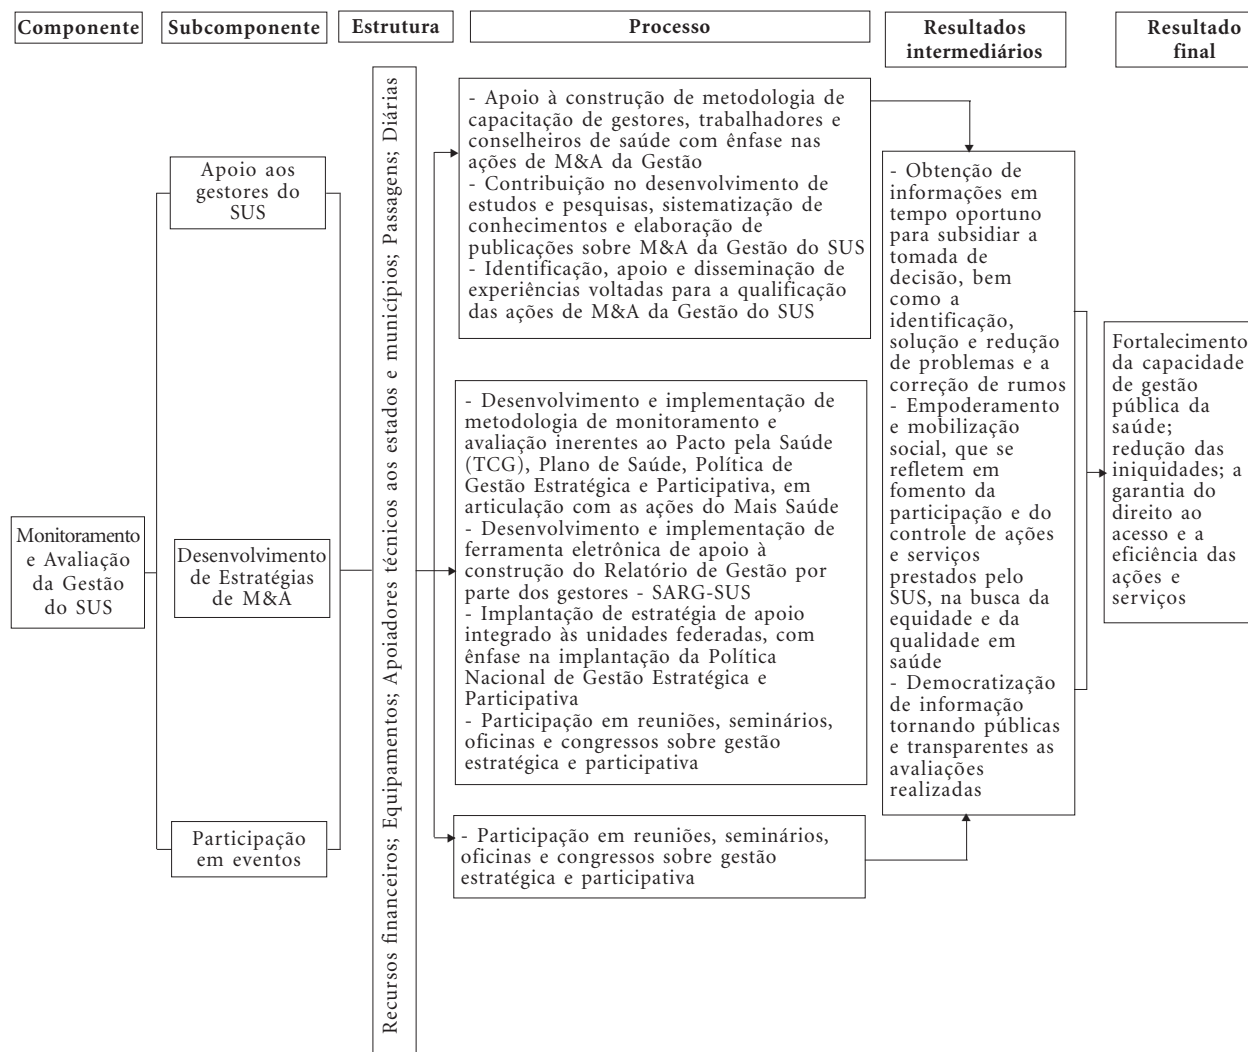 Componente
Subcomponente
Estrutura
Processo
Resultados
intermediários
Resultado
final
Monitoramento
e Avaliação
da Gestão
do SUS
Apoio aos
gestores do
SUS
Desenvolvimento
de Estratégias
de M&A
Participação
em eventos
Recursos financeiros; Equipamentos; Apoiadores técnicos aos estados e municípios; Passagens; Diárias
- Apoio à construção de metodologia de
capacitação de gestores, trabalhadores e
conselheiros de saúde com ênfase nas
ações de M&A da Gestão
- Contribuição no desenvolvimento de
estudos e pesquisas, sistematização de
conhecimentos e elaboração de
publicações sobre M&A da Gestão do SUS
- Identificação, apoio e disseminação de
experiências voltadas para a qualificação
das ações de M&A da Gestão do SUS
- Desenvolvimento e implementação de
metodologia de monitoramento e
avaliação inerentes ao Pacto pela Saúde
(TCG), Plano de Saúde, Política de
Gestão Estratégica e Participativa, em
articulação com as ações do Mais Saúde
- Desenvolvimento e implementação de
ferramenta eletrônica de apoio à
construção do Relatório de Gestão por
parte dos gestores - SARG-SUS
- Implantação de estratégia de apoio
integrado às unidades federadas, com
ênfase na implantação da Política
Nacional de Gestão Estratégica e
Participativa
- Participação em reuniões, seminários,
oficinas e congressos sobre gestão
estratégica e participativa
- Participação em reuniões, seminários,
oficinas e congressos sobre gestão
estratégica e participativa
- Obtenção de
informações em
tempo oportuno
para subsidiar a
tomada de
decisão, bem
como a
identificação,
solução e redução
de problemas e a
correção de rumos
- Empoderamento
e mobilização
social, que se
refletem em
fomento da
participação e do
controle de ações
e serviços
prestados pelo
SUS, na busca da
equidade e da
qualidade em
saúde
- Democratização
de informação
tornando públicas
e transparentes as
avaliações
realizadas
Fortalecimento
da capacidade
de gestão
pública da
saúde;
redução das
iniquidades; a
garantia do
direito ao
acesso e a
eficiência das
ações e
serviços